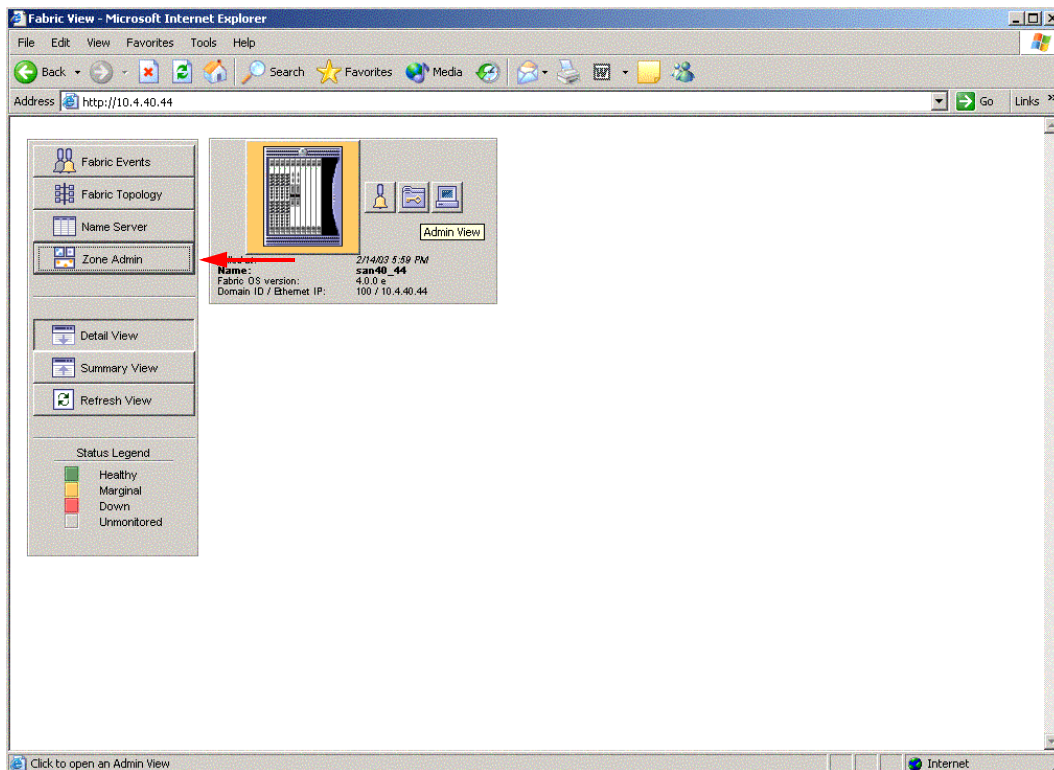 Fabric View - Microsoft Internet Explorer
File Edit View Favorites Tools Help
Back Search Favorites Media
Address http://10.4.40.44 Go Links »
Fabric Events
Fabric Topology
Name Server
Zone Admin
Admin View
2/14/03 5:59 PM
Name: san40_44
Fabric OS version: 4.0.0 e
Domain ID / Ethernet IP: 100 / 10.4.40.44
Detail View
Summary View
Refresh View
Status Legend
Healthy
Marginal
Down
Unmonitored
Click to open an Admin View Internet